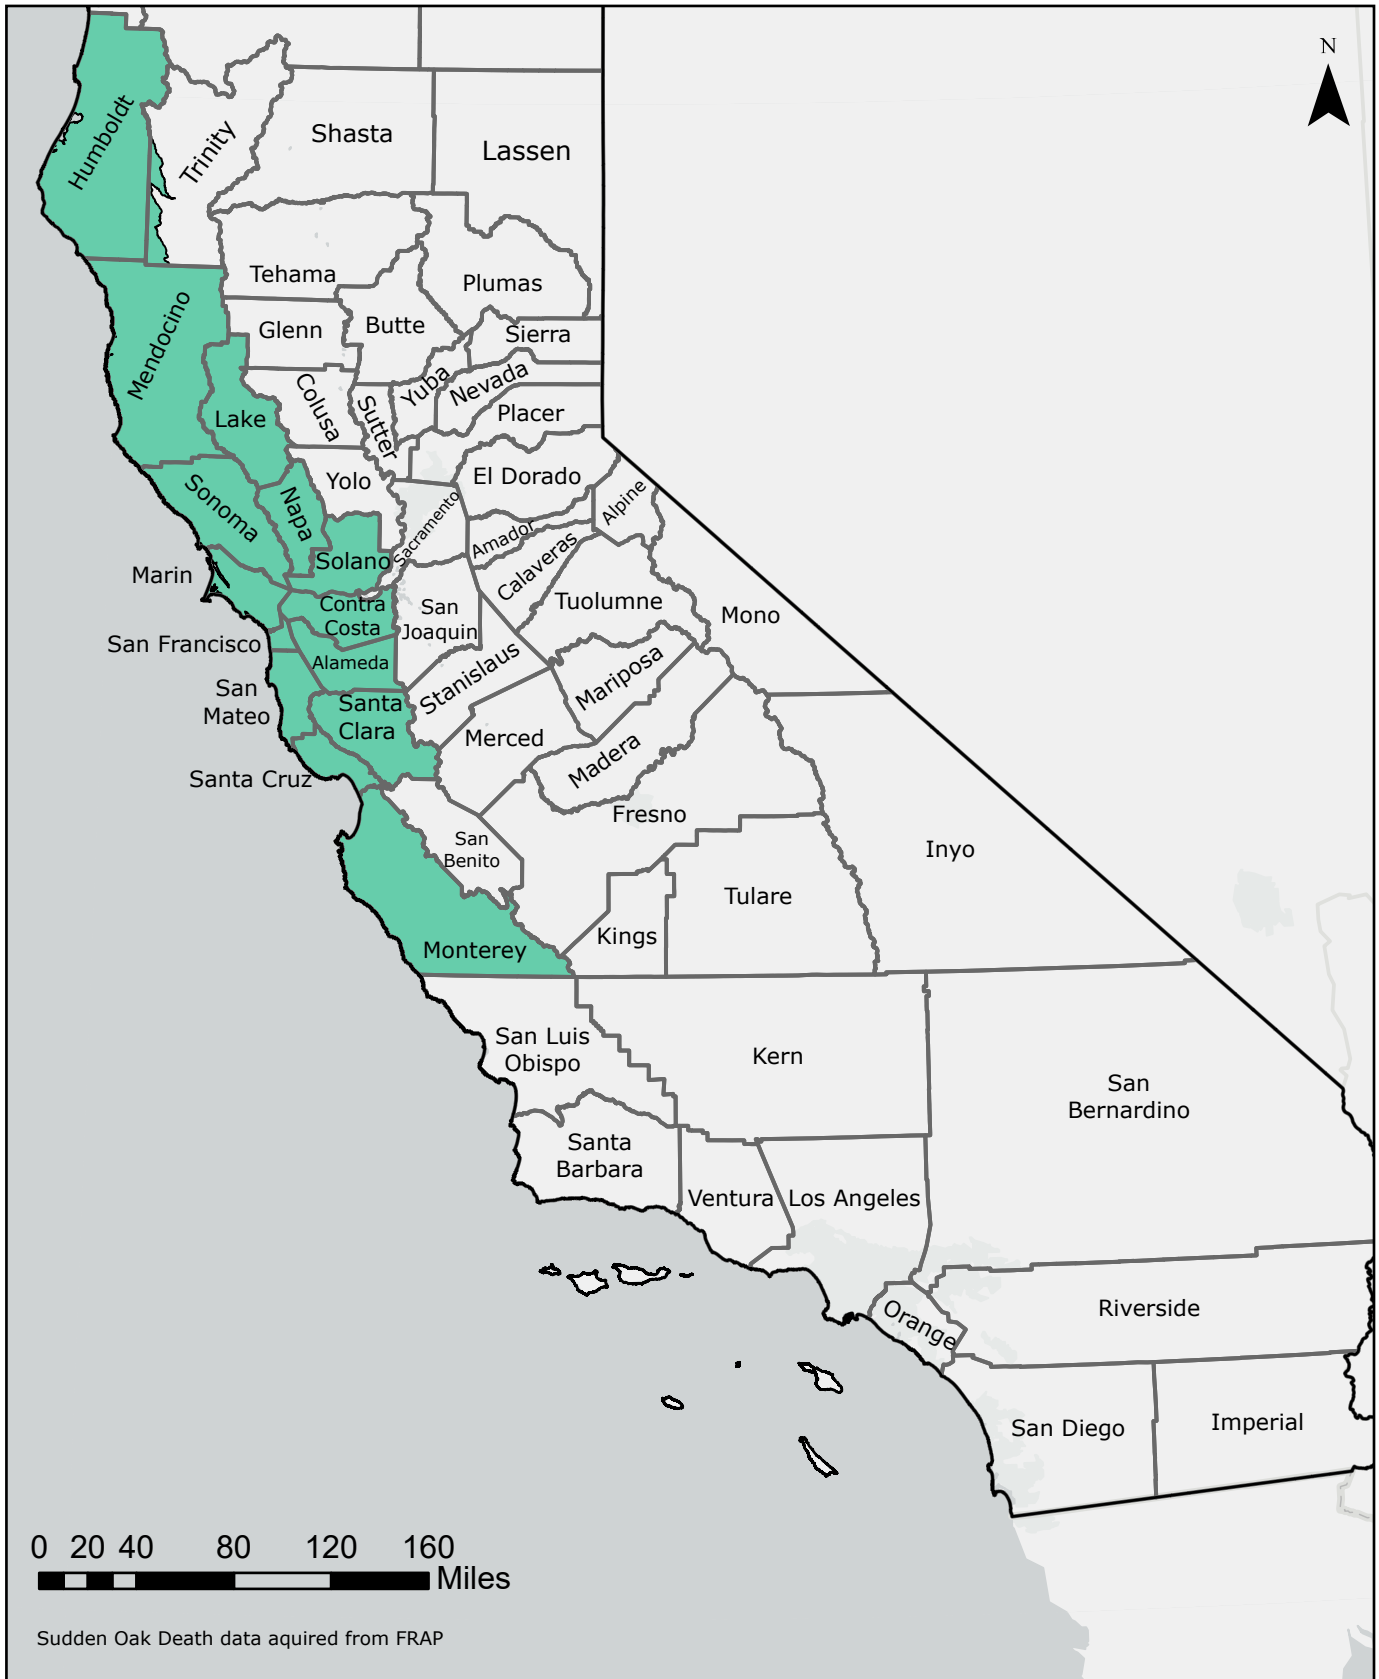 N
Humboldt
Trinity
Shasta
Lassen
Tehama
Plumas
Mendocino
Glenn
Butte
Sierra
Lake
Colusa
Sutter
Yuba
Nevada
Placer
Sonoma
Napa
Yolo
El Dorado
Sacramento
Alpine
Amador
Solano
Calaveras
Marin
Contra
Costa
San
Joaquin
Tuolumne
Mono
San Francisco
Alameda
Stanislaus
Mariposa
San
Mateo
Santa
Clara
Merced
Madera
Santa Cruz
Fresno
San
Benito
Inyo
Tulare
Kings
Monterey
San Luis
Obispo
Kern
San
Bernardino
Santa
Barbara
Ventura
Los Angeles
Orange
Riverside
San Diego
Imperial
0 20 40 80 120 160
Miles
Sudden Oak Death data aquired from FRAP